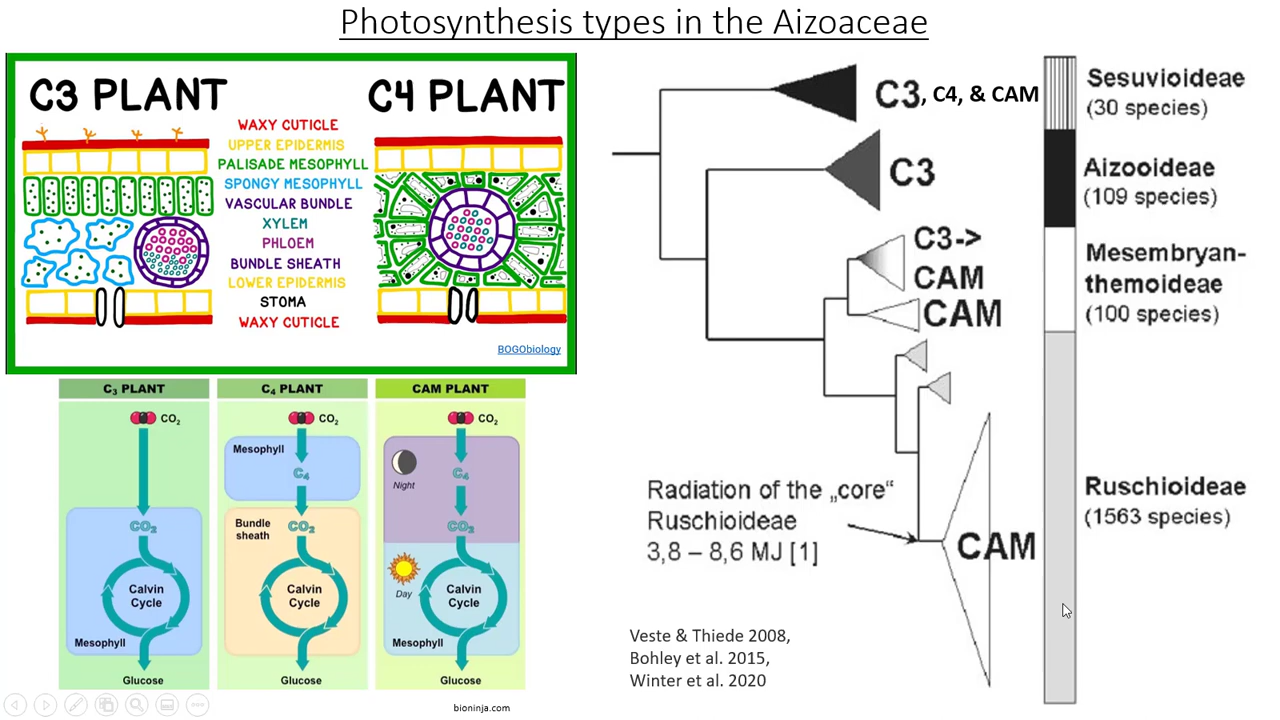 Photosynthesis types in the Aizoaceae
C3 PLANT
C4 PLANT
WAXY CUTICLE
UPPER EPIDERMIS
PALISADE MESOPHYLL
SPONGY MESOPHYLL
VASCULAR BUNDLE
XYLEM
PHLOEM
BUNDLE SHEATH
LOWER EPIDERMIS
STOMA
WAXY CUTICLE
BOGObiology
C₃ PLANT
CO₂
CO₂
Calvin
Cycle
Mesophyll
Glucose
C₄ PLANT
CO₂
Mesophyll
C₄
Bundle
sheath
CO₂
Calvin
Cycle
Glucose
CAM PLANT
CO₂
Night
C₄
CO₂
Day
Calvin
Cycle
Mesophyll
Glucose
bioninja.com
C3, C4, & CAM
C3
C3->
CAM
CAM
CAM
Radiation of the „core“
Ruschioideae
3,8 – 8,6 MJ [1]
Sesuvioideae
(30 species)
Aizooideae
(109 species)
Mesembryan-
themoideae
(100 species)
Ruschioideae
(1563 species)
Veste & Thiede 2008,
Bohley et al. 2015,
Winter et al. 2020